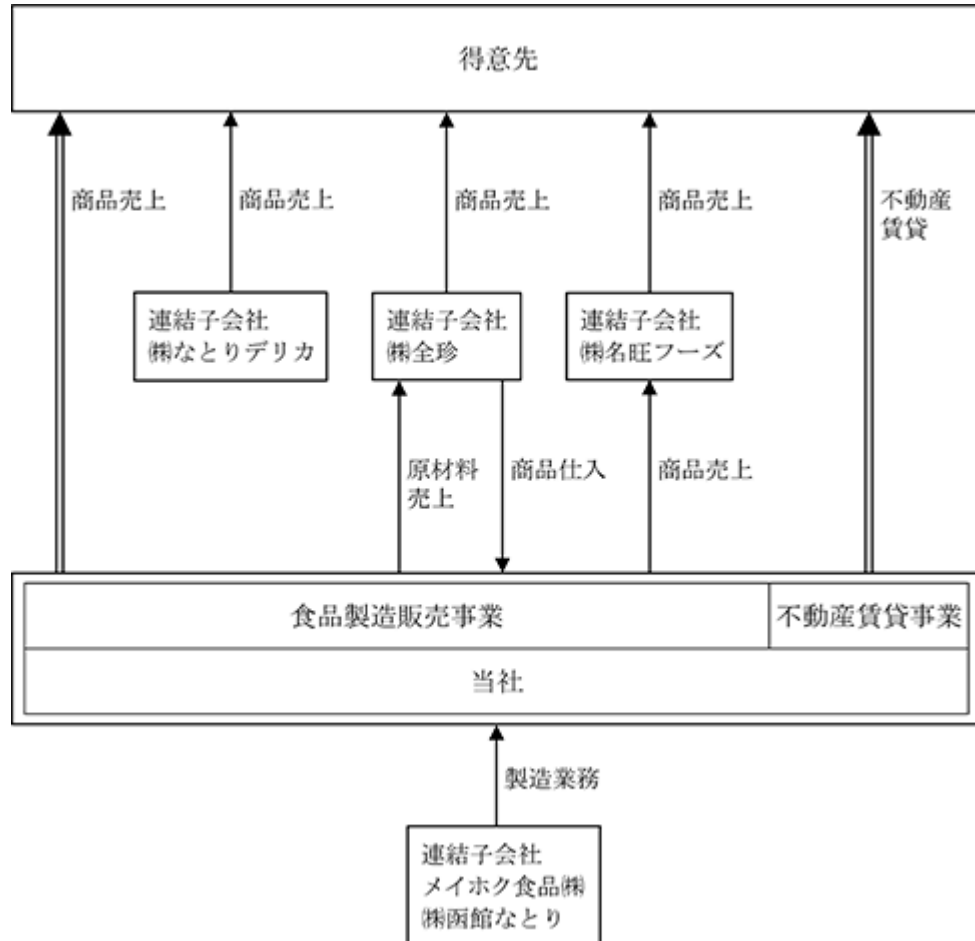 得意先
商品売上
商品売上
商品売上
商品売上
不動産
賃貸
連結子会社
㈱なとりデリカ
連結子会社
㈱全珍
連結子会社
㈱名旺フーズ
原材料
売上
商品仕入
商品売上
食品製造販売事業
不動産賃貸事業
当社
製造業務
連結子会社
メイホク食品㈱
㈱函館なとり